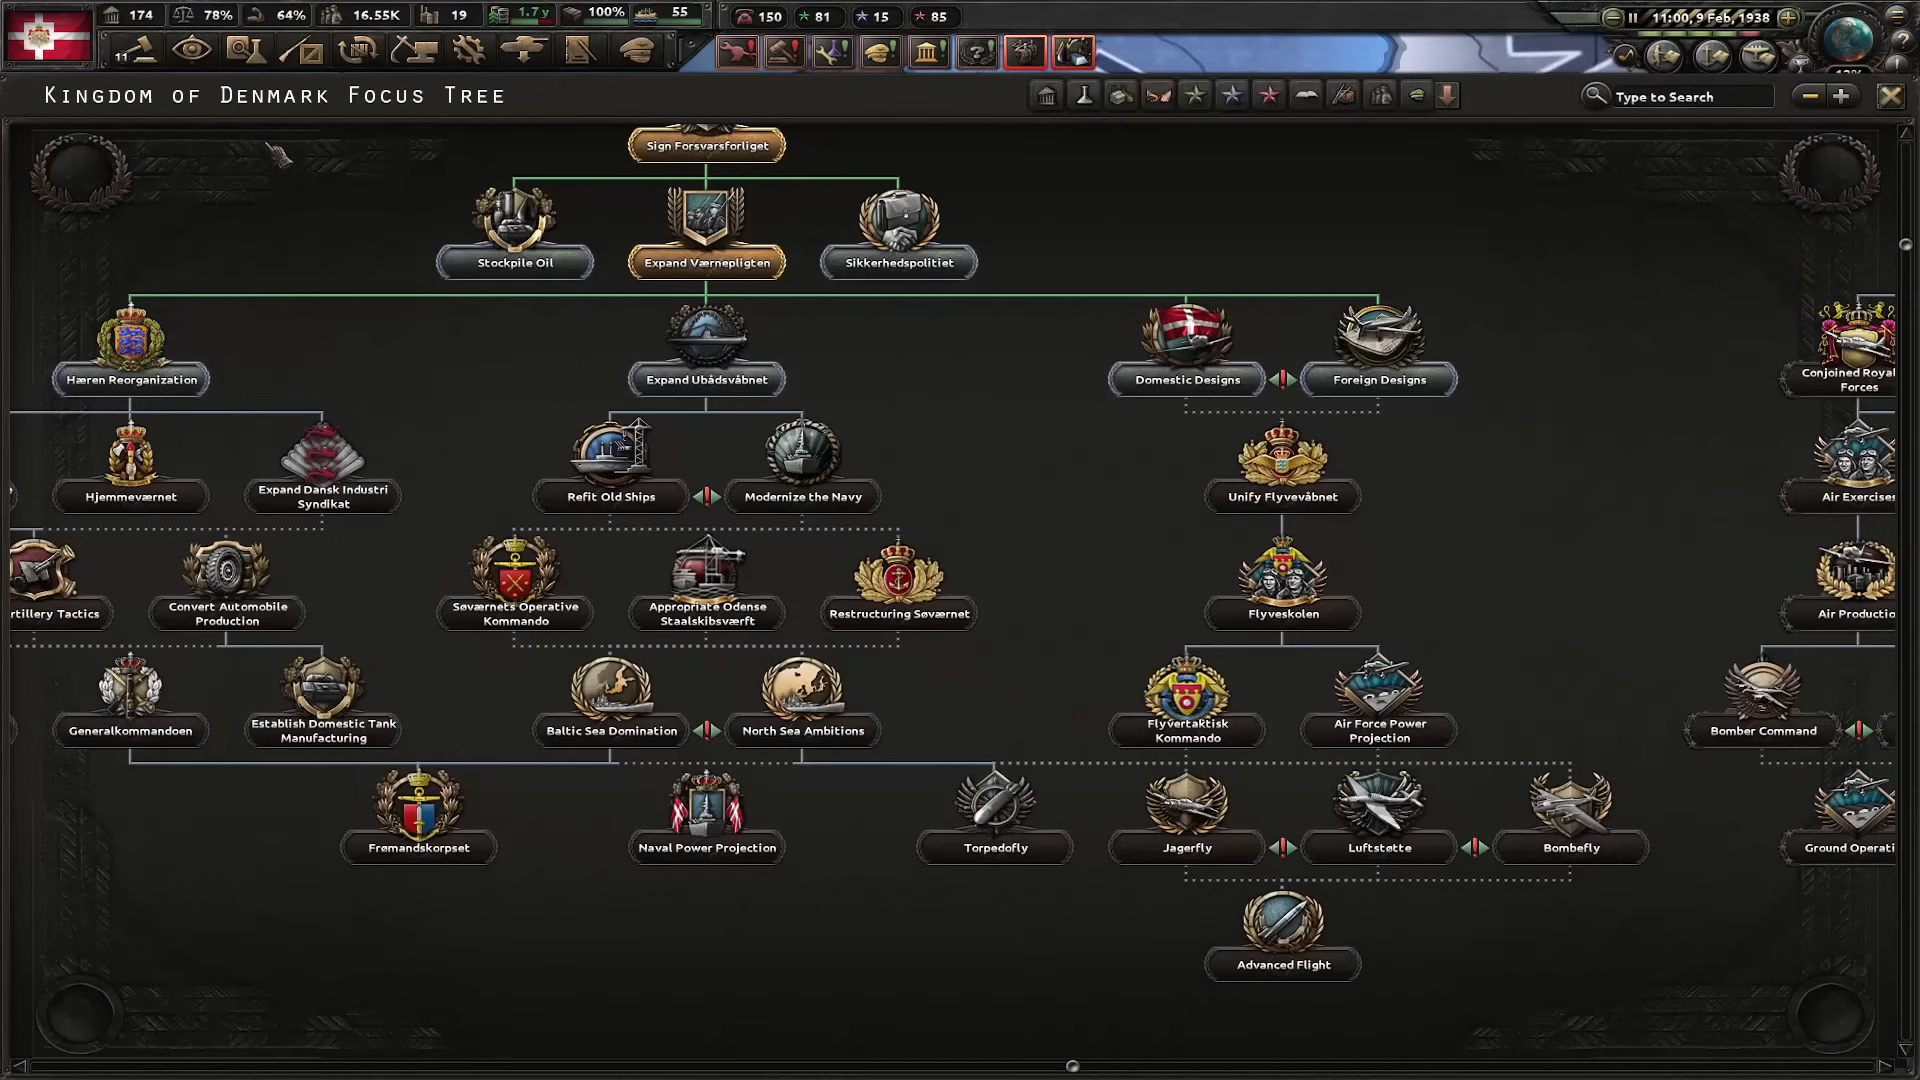 174 78% 64% 16.55K 19 1.7 y 100% 55 150 81 15 85 11:00, 9 Feb, 1938
11
Kingdom of Denmark Focus Tree
Type to Search
Sign Forsvarsforliget
Stockpile Oil
Expand Værnepligten
Sikkerhedspolitiet
Hæren Reorganization
Expand Ubådsvåbnet
Domestic Designs
Foreign Designs
Conjoined Royal
Forces
Hjemmeværnet
Expand Dansk Industri
Syndikat
Refit Old Ships
Modernize the Navy
Unify Flyvevåbnet
Air Exercises
rtillery Tactics
Convert Automobile
Production
Søværnets Operative
Kommando
Appropriate Odense
Staalskibsværft
Restructuring Søværnet
Flyveskolen
Air Productio
Generalkommandoen
Establish Domestic Tank
Manufacturing
Baltic Sea Domination
North Sea Ambitions
Flyvertaktisk
Kommando
Air Force Power
Projection
Bomber Command
Frømandskorpset
Naval Power Projection
Torpedofly
Jagerfly
Luftstøtte
Bombefly
Ground Operati
Advanced Flight